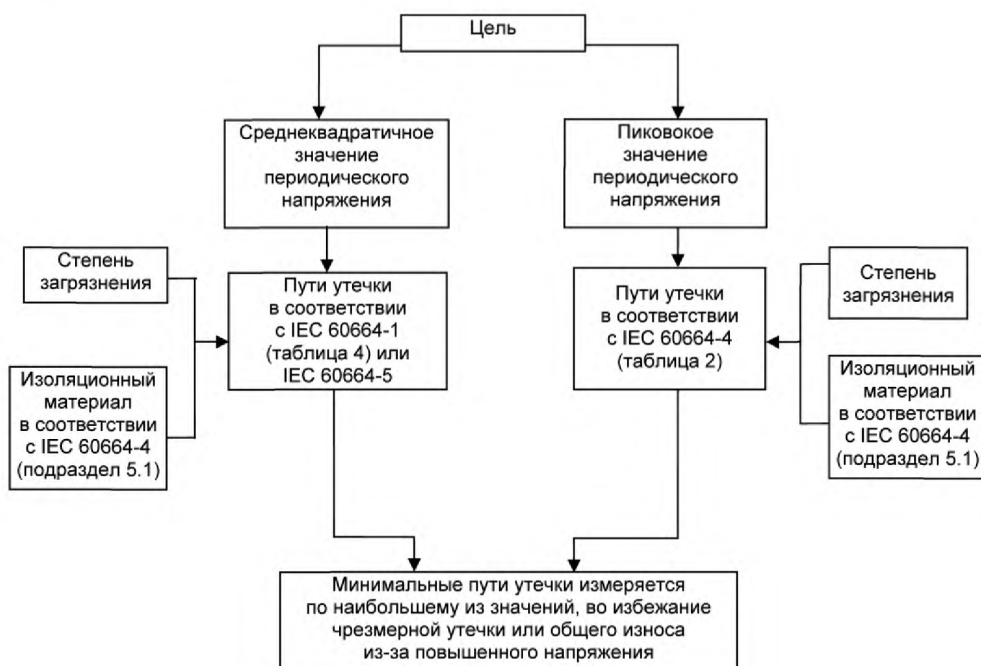 Цель
Среднеквадратичное
значение
периодического
напряжения
Пиковокое
значение
периодического
напряжения
Степень
загрязнения
Пути утечки
в соответствии
с IEC 60664-1
(таблица 4) или
IEC 60664-5
Пути утечки
в соответствии
с IEC 60664-4
(таблица 2)
Степень
загрязнения
Изоляционный
материал
в соответствии
с IEC 60664-4
(подраздел 5.1)
Изоляционный
материал
в соответствии
с IEC 60664-4
(подраздел 5.1)
Минимальные пути утечки измеряется
по наибольшему из значений, во избежание
чрезмерной утечки или общего износа
из-за повышенного напряжения